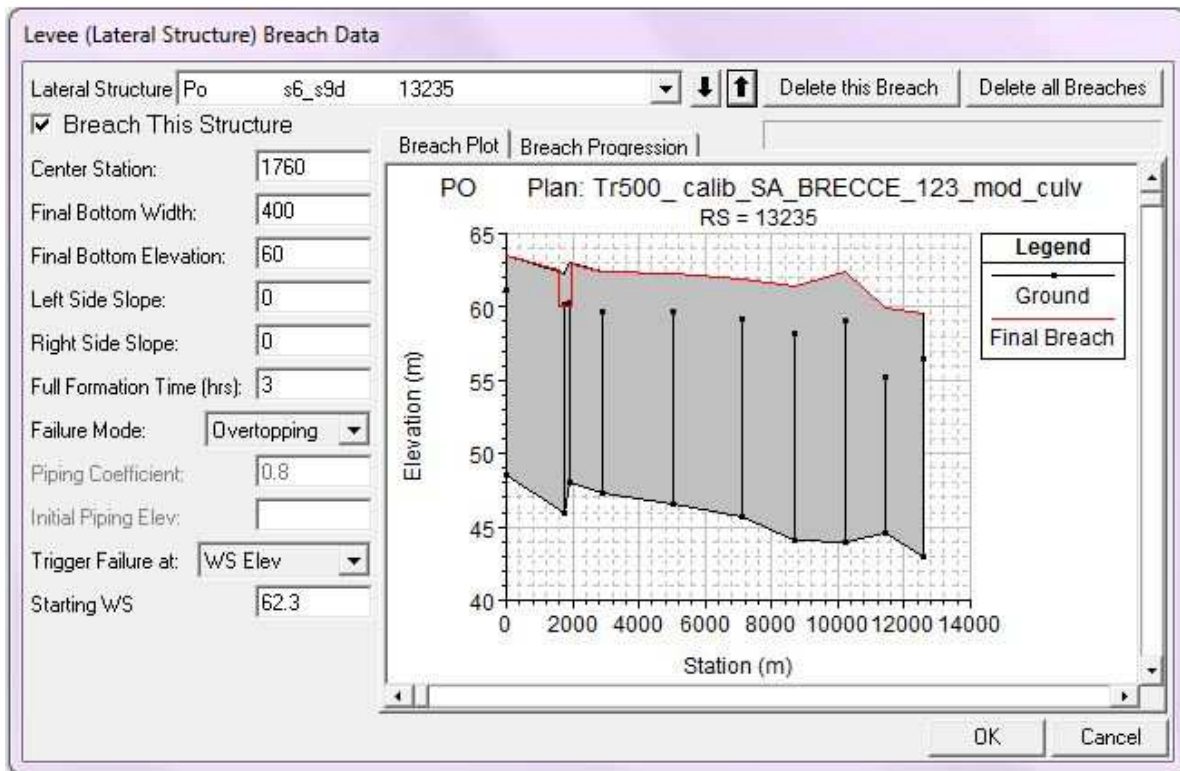 Levee (Lateral Structure) Breach Data
Lateral Structure Po s6_s9d 13235 Delete this Breach Delete all Breaches
Breach This Structure
Breach Plot Breach Progression
Center Station: 1760
Final Bottom Width: 400
Final Bottom Elevation: 60
Left Side Slope: 0
Right Side Slope: 0
Full Formation Time (hrs): 3
Failure Mode: Overtopping
Piping Coefficient: 0.8
Initial Piping Elev:
Trigger Failure at: WS Elev
Starting WS 62.3
PO Plan: Tr500_ calib_SA_BRECCE_123_mod_culv
RS = 13235
65
60
55
50
45
40
Elevation (m)
0 2000 4000 6000 8000 10000 12000 14000
Station (m)
Legend
Ground
Final Breach
OK Cancel